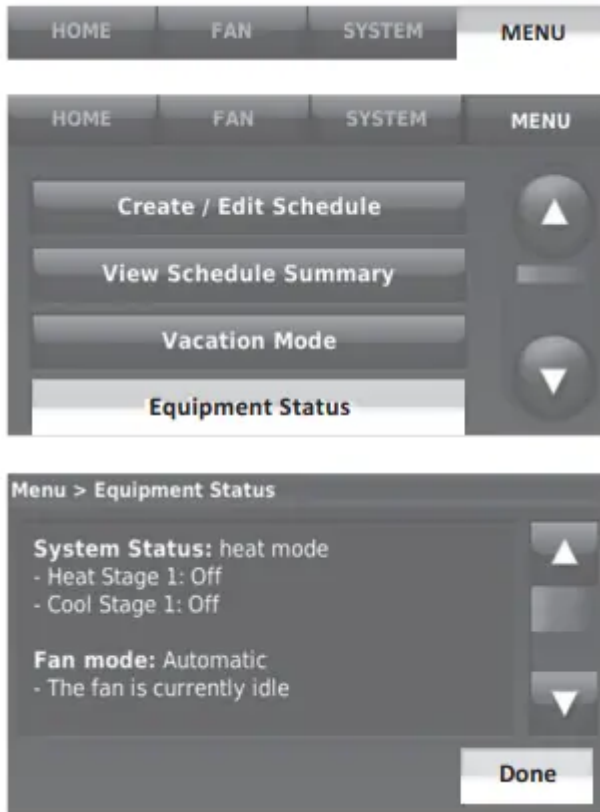 HOME FAN SYSTEM MENU
HOME FAN SYSTEM MENU
Create / Edit Schedule
View Schedule Summary
Vacation Mode
Equipment Status
Menu > Equipment Status
System Status: heat mode
- Heat Stage 1: Off
- Cool Stage 1: Off
Fan mode: Automatic
- The fan is currently idle
Done